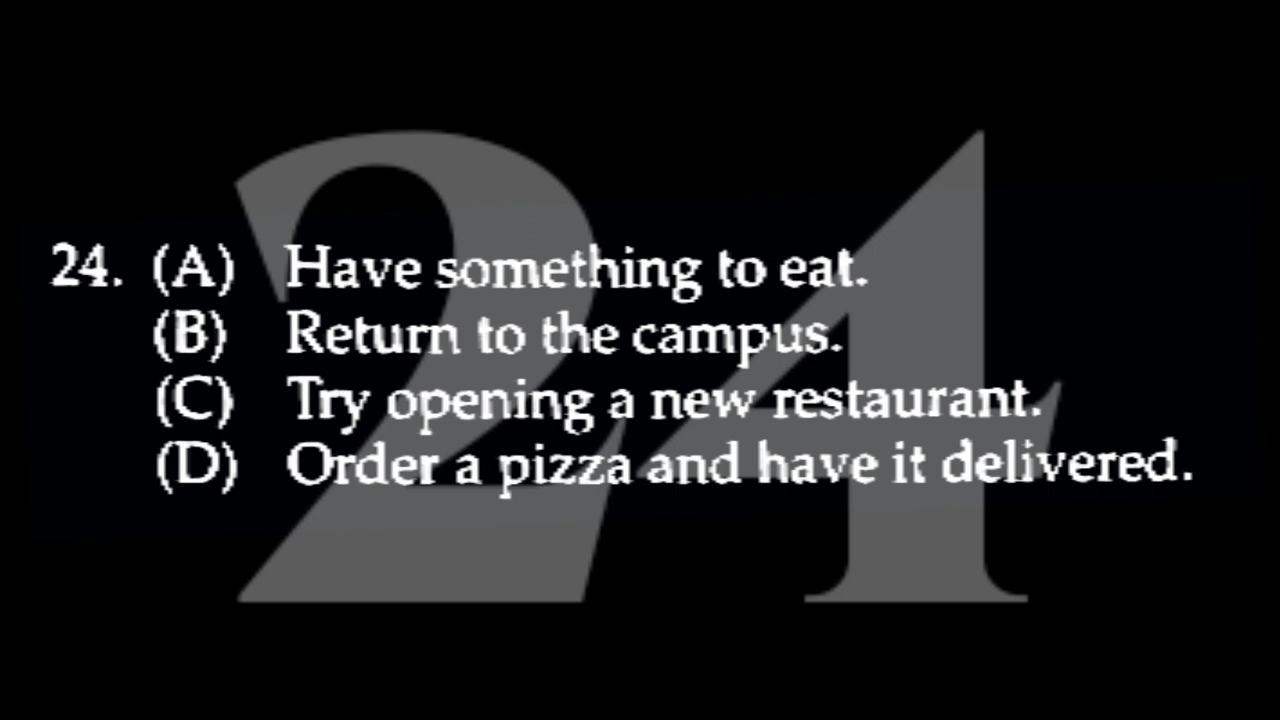 24
24. (A) Have something to eat.
(B) Return to the campus.
(C) Try opening a new restaurant.
(D) Order a pizza and have it delivered.